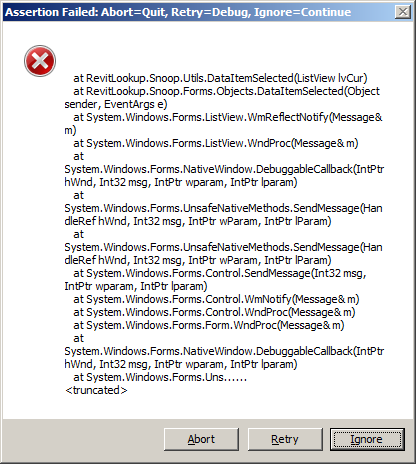 Assertion Failed: Abort=Quit, Retry=Debug, Ignore=Continue
at RevitLookup.Snoop.Utils.DataItemSelected(ListView lvCur)
at RevitLookup.Snoop.Forms.Objects.DataItemSelected(Object
sender, EventArgs e)
at System.Windows.Forms.ListView.WmReflectNotify(Message&
m)
at System.Windows.Forms.ListView.WndProc(Message& m)
at
System.Windows.Forms.NativeWindow.DebuggableCallback(IntPtr
hWnd, Int32 msg, IntPtr wparam, IntPtr lparam)
at
System.Windows.Forms.UnsafeNativeMethods.SendMessage(Han
dleRef hWnd, Int32 msg, IntPtr wParam, IntPtr lParam)
at
System.Windows.Forms.UnsafeNativeMethods.SendMessage(Han
dleRef hWnd, Int32 msg, IntPtr wParam, IntPtr lParam)
at System.Windows.Forms.Control.SendMessage(Int32 msg,
IntPtr wparam, IntPtr lparam)
at System.Windows.Forms.Control.WmNotify(Message& m)
at System.Windows.Forms.Control.WndProc(Message& m)
at System.Windows.Forms.Form.WndProc(Message& m)
at
System.Windows.Forms.NativeWindow.DebuggableCallback(IntPtr
hWnd, Int32 msg, IntPtr wparam, IntPtr lparam)
at System.Windows.Forms.Uns......
<truncated>
Abort
Retry
Ignore